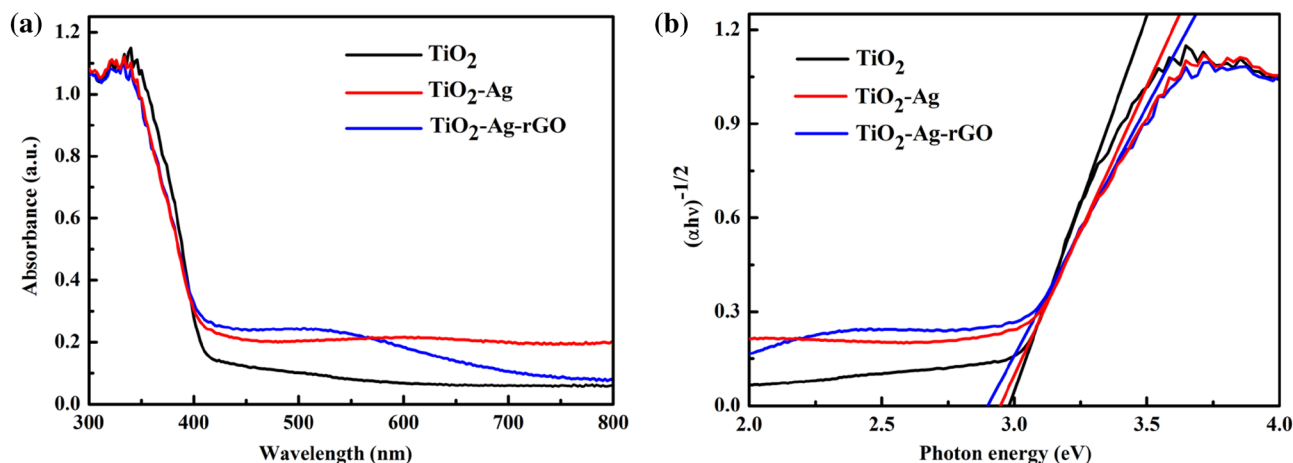 (a)
1.2
1.0
0.8
0.6
0.4
0.2
0.0
Absorbance (a.u.)
300 400 500 600 700 800
Wavelength (nm)
TiO2
TiO2-Ag
TiO2-Ag-rGO
(b)
1.2
0.9
0.6
0.3
0.0
(αhν)-1/2
2.0 2.5 3.0 3.5 4.0
Photon energy (eV)
TiO2
TiO2-Ag
TiO2-Ag-rGO